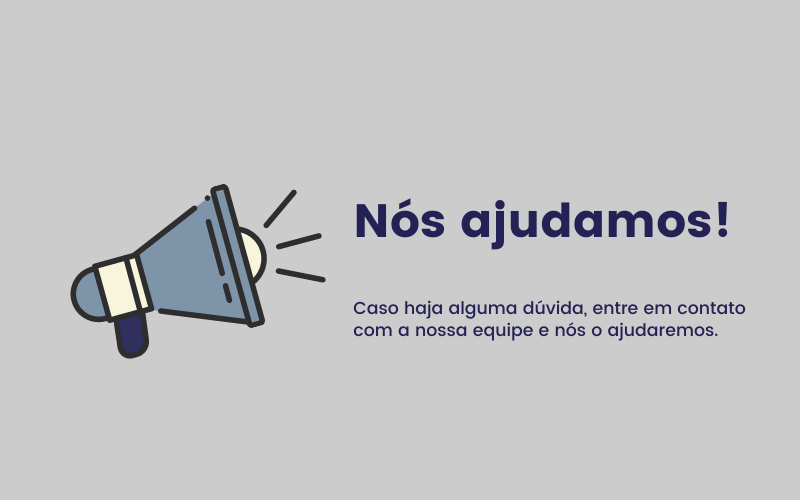 Nós ajudamos!
Caso haja alguma dúvida, entre em contato
com a nossa equipe e nós o ajudaremos.